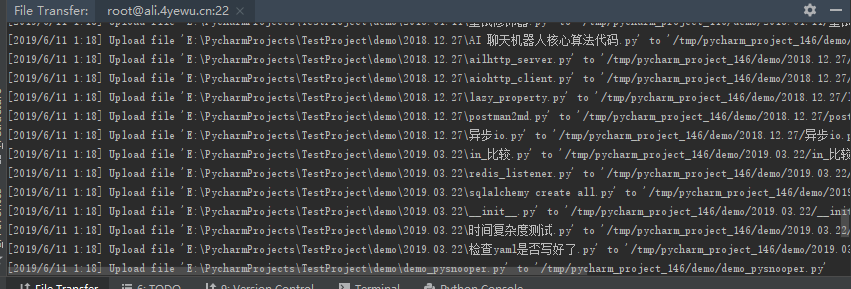 File Transfer: root@ali.4yewu.cn:22
[2019/6/11 1:18] Upload file 'E:\PycharmProjects\TestProject\demo\2018.12.27\AI 聊天机器人核心算法代码.py' to '/tmp/pycharm_project_146/demo/
[2019/6/11 1:18] Upload file 'E:\PycharmProjects\TestProject\demo\2018.12.27\ailhttp_server.py' to '/tmp/pycharm_project_146/demo/2018.12.27/
[2019/6/11 1:18] Upload file 'E:\PycharmProjects\TestProject\demo\2018.12.27\aiohttp_client.py' to '/tmp/pycharm_project_146/demo/2018.12.27/
[2019/6/11 1:18] Upload file 'E:\PycharmProjects\TestProject\demo\2018.12.27\lazy_property.py' to '/tmp/pycharm_project_146/demo/2018.12.27/
[2019/6/11 1:18] Upload file 'E:\PycharmProjects\TestProject\demo\2018.12.27\postman2md.py' to '/tmp/pycharm_project_146/demo/2018.12.27/post
[2019/6/11 1:18] Upload file 'E:\PycharmProjects\TestProject\demo\2018.12.27\异步io.py' to '/tmp/pycharm_project_146/demo/2018.12.27/异步io.p
[2019/6/11 1:18] Upload file 'E:\PycharmProjects\TestProject\demo\2019.03.22\in_比较.py' to '/tmp/pycharm_project_146/demo/2019.03.22/in_比较
[2019/6/11 1:18] Upload file 'E:\PycharmProjects\TestProject\demo\2019.03.22\redis_listener.py' to '/tmp/pycharm_project_146/demo/2019.03.22/
[2019/6/11 1:18] Upload file 'E:\PycharmProjects\TestProject\demo\2019.03.22\sqlalchemy create all.py' to '/tmp/pycharm_project_146/demo/2019
[2019/6/11 1:18] Upload file 'E:\PycharmProjects\TestProject\demo\2019.03.22\__init__.py' to '/tmp/pycharm_project_146/demo/2019.03.22/__init
[2019/6/11 1:18] Upload file 'E:\PycharmProjects\TestProject\demo\2019.03.22\时间复杂度测试.py' to '/tmp/pycharm_project_146/demo/2019.03.22/
[2019/6/11 1:18] Upload file 'E:\PycharmProjects\TestProject\demo\2019.03.22\检查yaml是否写好了.py' to '/tmp/pycharm_project_146/demo/2019.03
[2019/6/11 1:18] Upload file 'E:\PycharmProjects\TestProject\demo\demo_pysnooper.py' to '/tmp/pycharm_project_146/demo/demo_pysnooper.py'
File Transfer 6: TODO 9: Version Control Terminal Python Console